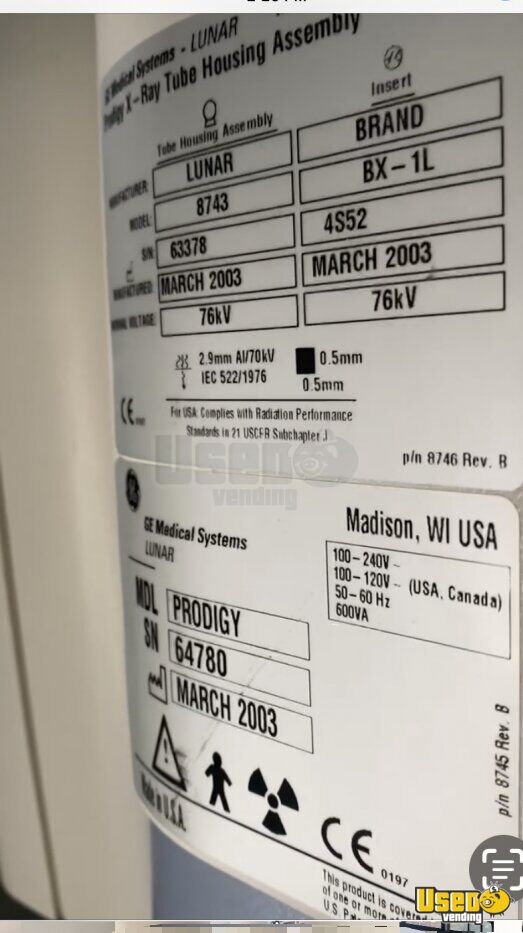 GE Medical Systems - LUNAR
Prodigy X-Ray Tube Housing Assembly
Tube Housing Assembly
Insert
MANUFACTURER: LUNAR BRAND
MODEL: 8743 BX-1L
S/N: 63378 4S52
MANUFACTURED: MARCH 2003 MARCH 2003
NOMINAL VOLTAGE: 76kV 76kV
2.9mm Al/70kV 0.5mm
IEC 522/1976 0.5mm
CE
For USA: Complies with Radiation Performance
Standards in 21 USCFR Subchapter J
p/n 8746 Rev. B
Used vending
GE Medical Systems
LUNAR
Madison, WI USA
100-240V ~
100-120V ~ (USA, Canada)
50-60 Hz
600VA
MDL PRODIGY
SN 64780
MARCH 2003
Made in U.S.A.
CE 0197
p/n 8745 Rev. B
This product is covered
of one or more
U.S.
Used vending